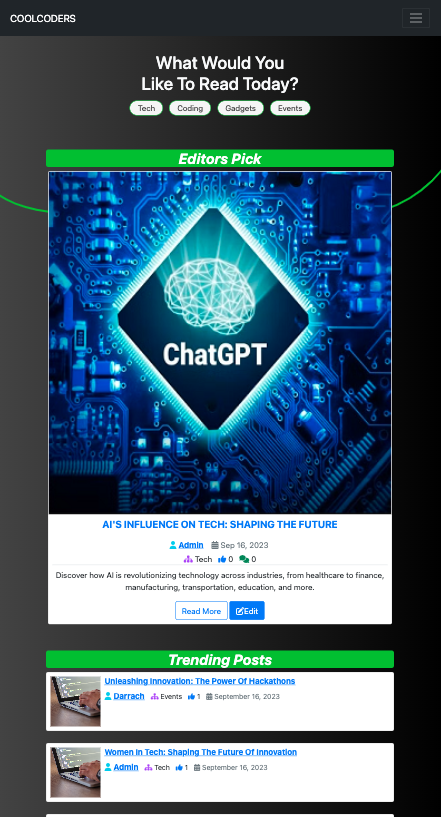 COOLCODERS
What Would You
Like To Read Today?
Tech Coding Gadgets Events
Editors Pick
ChatGPT
AI'S INFLUENCE ON TECH: SHAPING THE FUTURE
Admin Sep 16, 2023
Tech 0 0
Discover how AI is revolutionizing technology across industries, from healthcare to finance,
manufacturing, transportation, education, and more.
Read More Edit
Trending Posts
Unleashing Innovation: The Power Of Hackathons
Darrach Events 1 September 16, 2023
Women In Tech: Shaping The Future Of Innovation
Admin Tech 1 September 16, 2023